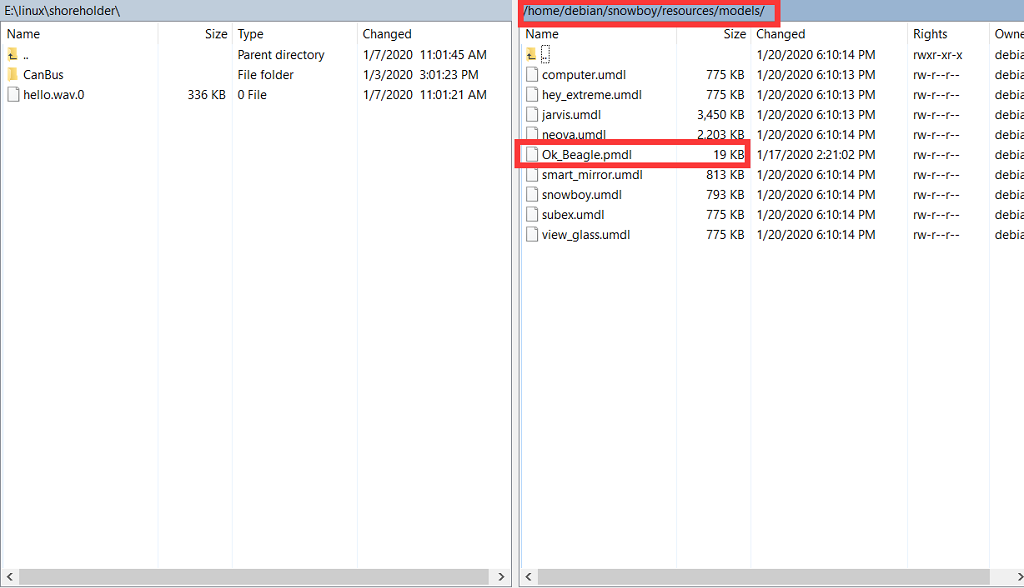 E:\linux\shoreholder\
Name Size Type Changed
.. Parent directory 1/7/2020 11:01:45 AM
CanBus File folder 1/3/2020 3:01:23 PM
hello.wav.0 336 KB 0 File 1/7/2020 11:01:21 AM
/home/debian/snowboy/resources/models/
Name Size Changed Rights Owne
.. 1/20/2020 6:10:14 PM rwxr-xr-x debia
computer.umdl 775 KB 1/20/2020 6:10:13 PM rw-r--r-- debia
hey_extreme.umdl 775 KB 1/20/2020 6:10:13 PM rw-r--r-- debia
jarvis.umdl 3,450 KB 1/20/2020 6:10:13 PM rw-r--r-- debia
neoya.umdl 2,203 KB 1/20/2020 6:10:14 PM rw-r--r-- debia
Ok_Beagle.pmdl 19 KB 1/17/2020 2:21:02 PM rw-r--r-- debia
smart_mirror.umdl 813 KB 1/20/2020 6:10:14 PM rw-r--r-- debia
snowboy.umdl 793 KB 1/20/2020 6:10:14 PM rw-r--r-- debia
subex.umdl 775 KB 1/20/2020 6:10:14 PM rw-r--r-- debia
view_glass.umdl 775 KB 1/20/2020 6:10:14 PM rw-r--r-- debia